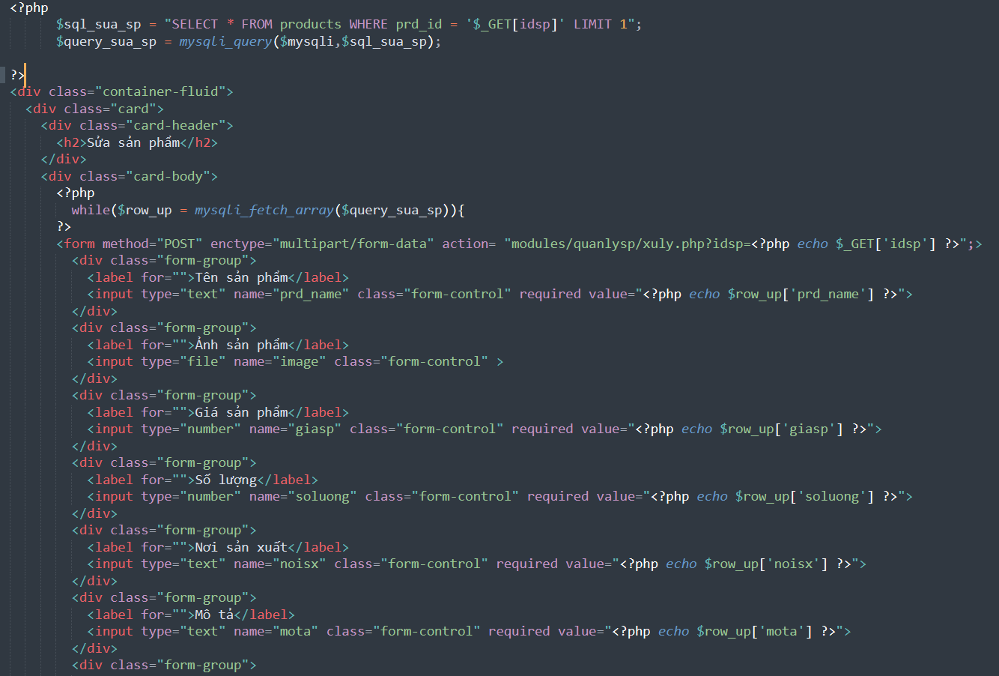 <?php
$sql_sua_sp = "SELECT * FROM products WHERE prd_id = '$_GET[idsp]' LIMIT 1";
$query_sua_sp = mysqli_query($mysqli,$sql_sua_sp);
?>
<div class="container-fluid">
<div class="card">
<div class="card-header">
<h2>Sửa sản phẩm</h2>
</div>
<div class="card-body">
<?php
while($row_up = mysqli_fetch_array($query_sua_sp)){
?>
<form method="POST" enctype="multipart/form-data" action= "modules/quanlysp/xuly.php?idsp=<?php echo $_GET['idsp'] ?>";>
<div class="form-group">
<label for="">Tên sản phẩm</label>
<input type="text" name="prd_name" class="form-control" required value="<?php echo $row_up['prd_name'] ?>">
</div>
<div class="form-group">
<label for="">Ảnh sản phẩm</label>
<input type="file" name="image" class="form-control" >
</div>
<div class="form-group">
<label for="">Giá sản phẩm</label>
<input type="number" name="giasp" class="form-control" required value="<?php echo $row_up['giasp'] ?>">
</div>
<div class="form-group">
<label for="">Số lượng</label>
<input type="number" name="soluong" class="form-control" required value="<?php echo $row_up['soluong'] ?>">
</div>
<div class="form-group">
<label for="">Nơi sản xuất</label>
<input type="text" name="noisx" class="form-control" required value="<?php echo $row_up['noisx'] ?>">
</div>
<div class="form-group">
<label for="">Mô tả</label>
<input type="text" name="mota" class="form-control" required value="<?php echo $row_up['mota'] ?>">
</div>
<div class="form-group">